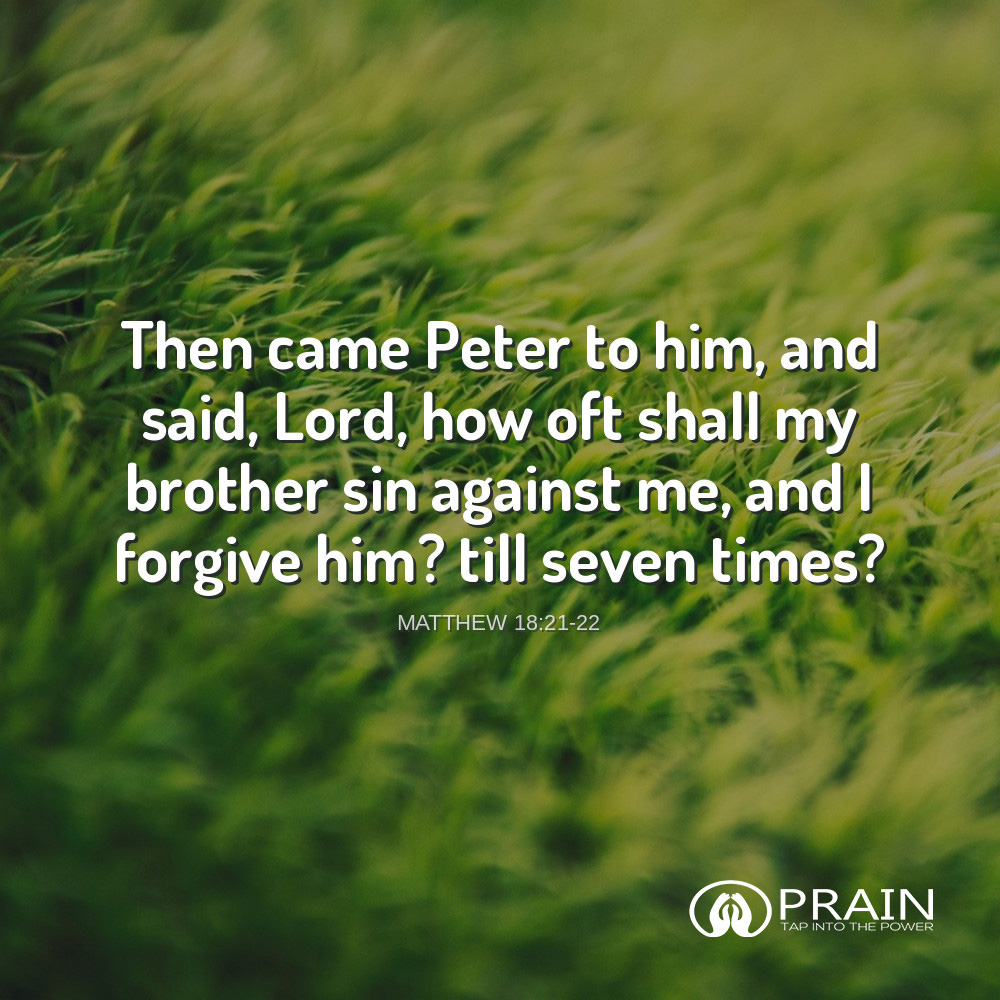 Then came Peter to him, and
said, Lord, how oft shall my
brother sin against me, and I
forgive him? till seven times?
MATTHEW 18:21-22
PRAIN
TAP INTO THE POWER